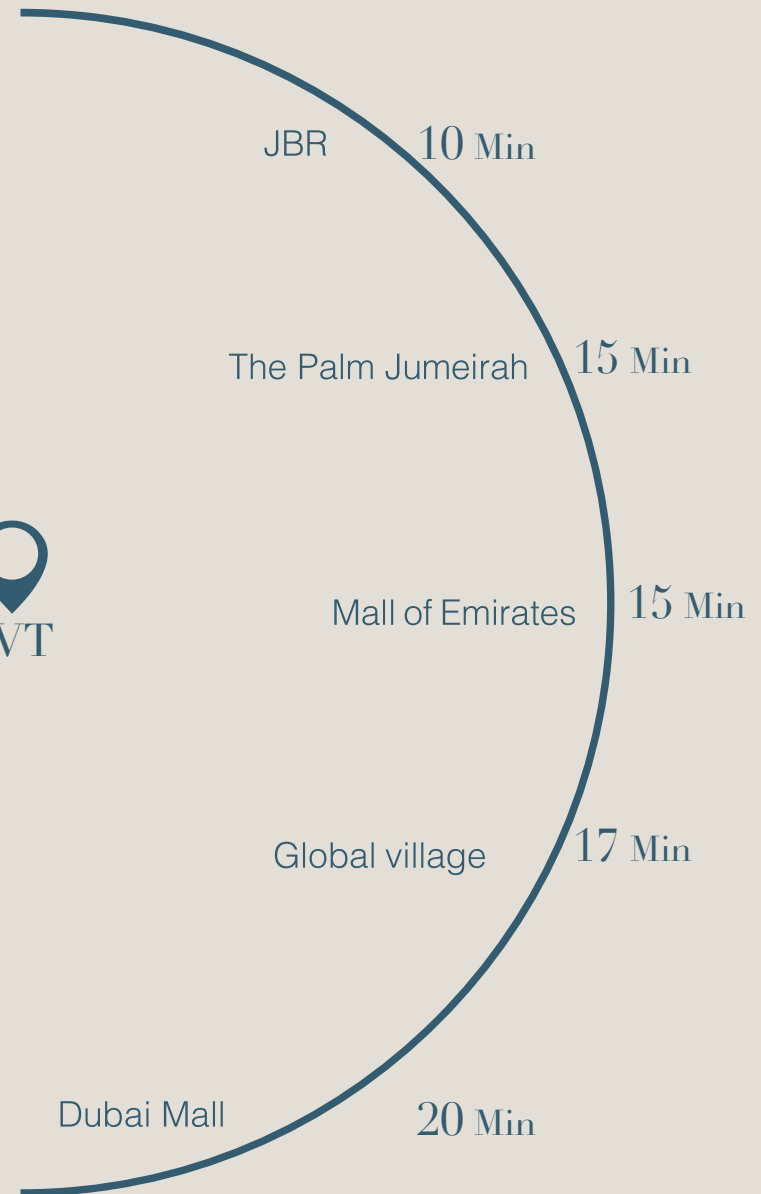 JBR 10 Min
The Palm Jumeirah 15 Min
Mall of Emirates 15 Min
VT
Global village 17 Min
Dubai Mall 20 Min